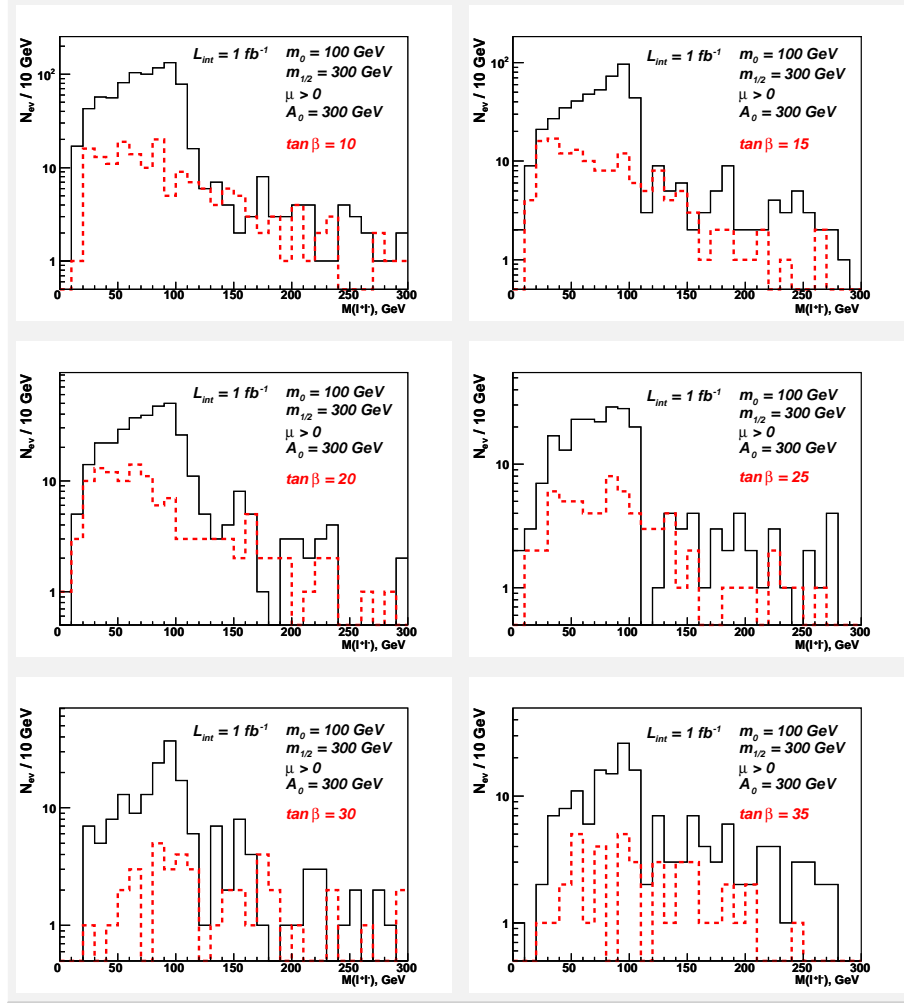 N_ev / 10 GeV
L_int = 1 fb⁻¹
m_0 = 100 GeV
m_1/2 = 300 GeV
μ > 0
A_0 = 300 GeV
tan β = 10
10²
10
1
0 50 100 150 200 250 300
M(l⁺l⁻), GeV
N_ev / 10 GeV
L_int = 1 fb⁻¹
m_0 = 100 GeV
m_1/2 = 300 GeV
μ > 0
A_0 = 300 GeV
tan β = 15
10²
10
1
0 50 100 150 200 250 300
M(l⁺l⁻), GeV
N_ev / 10 GeV
L_int = 1 fb⁻¹
m_0 = 100 GeV
m_1/2 = 300 GeV
μ > 0
A_0 = 300 GeV
tan β = 20
10
1
0 50 100 150 200 250 300
M(l⁺l⁻), GeV
N_ev / 10 GeV
L_int = 1 fb⁻¹
m_0 = 100 GeV
m_1/2 = 300 GeV
μ > 0
A_0 = 300 GeV
tan β = 25
10
1
0 50 100 150 200 250 300
M(l⁺l⁻), GeV
N_ev / 10 GeV
L_int = 1 fb⁻¹
m_0 = 100 GeV
m_1/2 = 300 GeV
μ > 0
A_0 = 300 GeV
tan β = 30
10
1
0 50 100 150 200 250 300
M(l⁺l⁻), GeV
N_ev / 10 GeV
L_int = 1 fb⁻¹
m_0 = 100 GeV
m_1/2 = 300 GeV
μ > 0
A_0 = 300 GeV
tan β = 35
10
1
0 50 100 150 200 250 300
M(l⁺l⁻), GeV